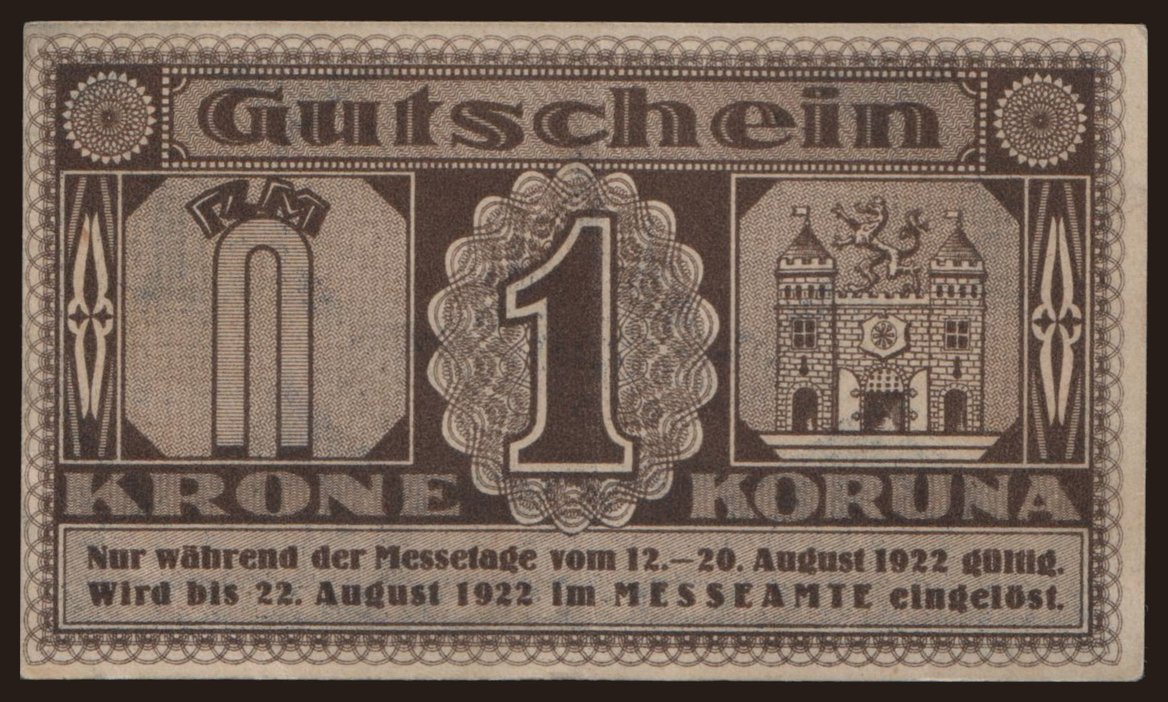 Gutschein
R M
1
KRONE KORUNA
Nur während der Messetage vom 12.–20. August 1922 gültig.
Wird bis 22. August 1922 im MESSEAMTE eingelöst.